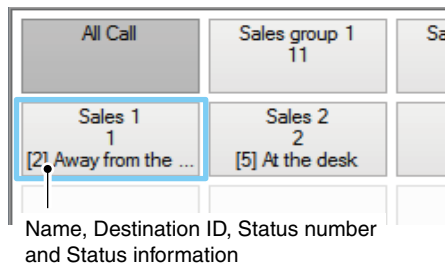 All Call
Sales group 1
11
Sa
Sales 1
1
[2] Away from the ...
Sales 2
2
[5] At the desk
Name, Destination ID, Status number
and Status information